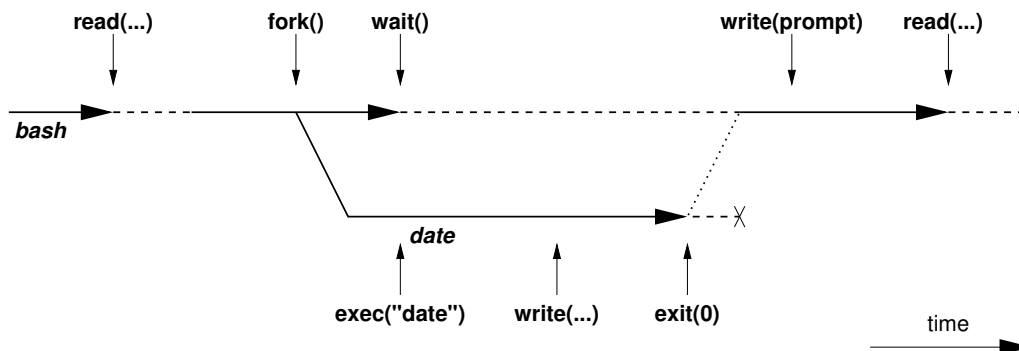 read(...) fork() wait() write(prompt) read(...)
bash
date
exec("date") write(...) exit(0)
time